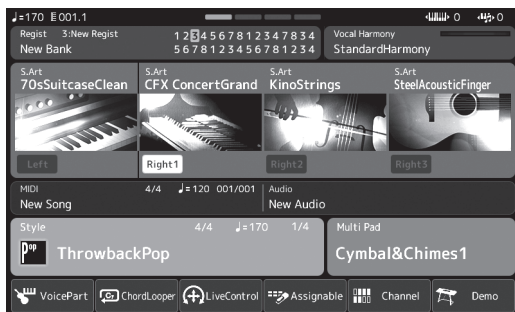 ♩=170 001.1 0 0
Regist 3:New Regist 1 2 3 4 5 6 7 8 1 2 3 4 7 8 3 4
New Bank 5 6 7 8 1 2 3 4 5 6 7 8 1 2 3 4
Vocal Harmony
StandardHarmony
S.Art
70sSuitcaseClean
S.Art
CFX ConcertGrand
S.Art
KinoStrings
S.Art
SteelAcousticFinger
Left Right1 Right2 Right3
MIDI 4/4 ♩=120 001/001
New Song
Audio
New Audio
Style 4/4 ♩=170 1/4
Pop ThrowbackPop
Multi Pad
Cymbal&Chimes1
VoicePart ChordLooper LiveControl Assignable Channel Demo